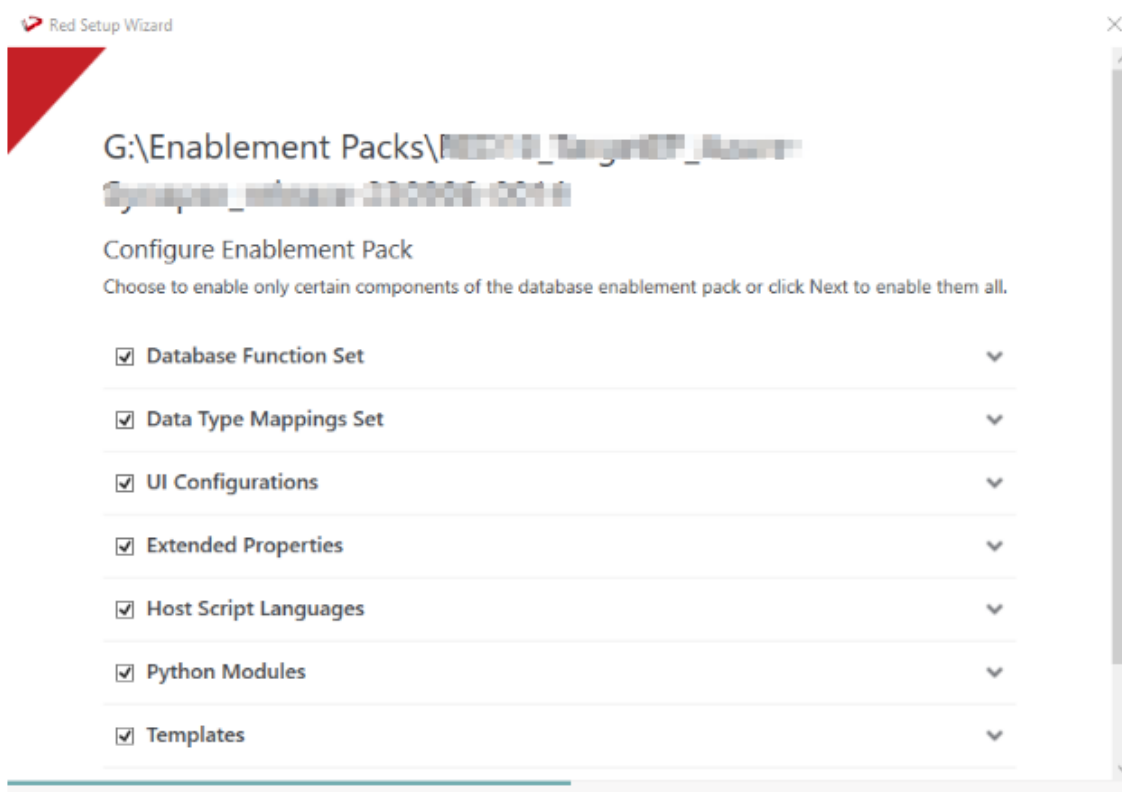 Red Setup Wizard
G:\Enablement Packs\
Configure Enablement Pack
Choose to enable only certain components of the database enablement pack or click Next to enable them all.
Database Function Set
Data Type Mappings Set
UI Configurations
Extended Properties
Host Script Languages
Python Modules
Templates